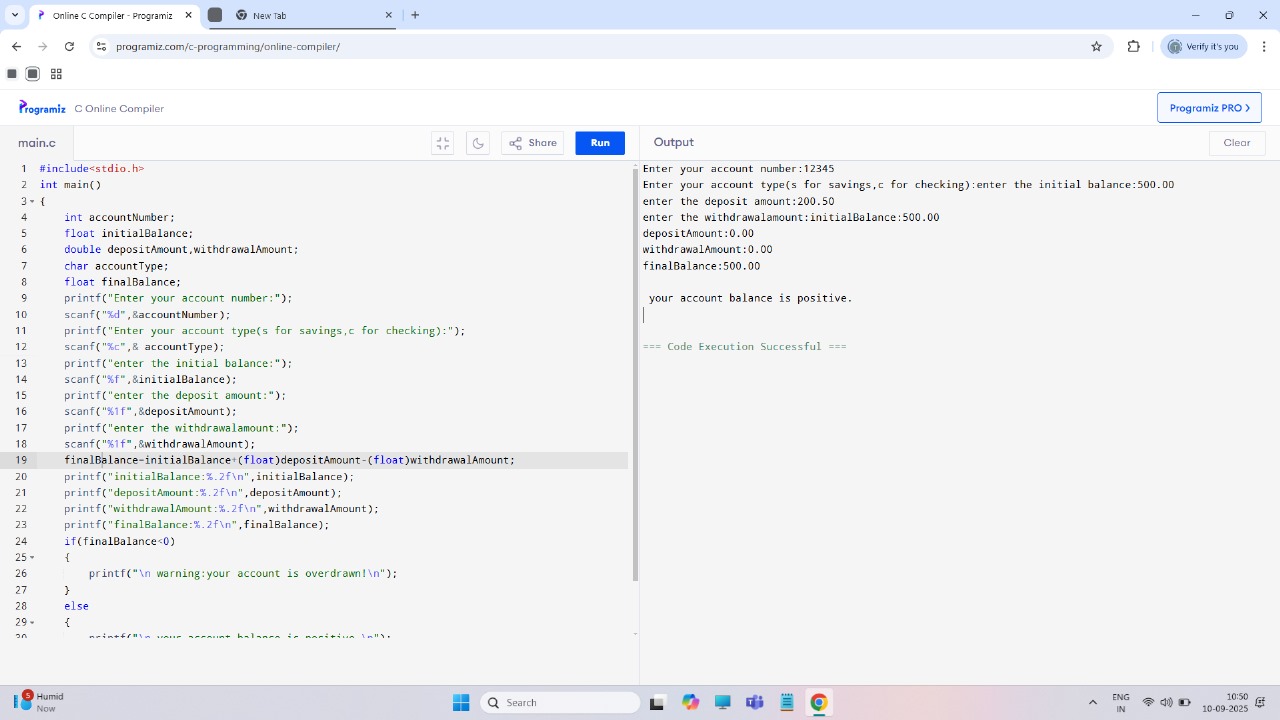 Online C Compiler - Programiz
New Tab
programiz.com/c-programming/online-compiler/
Verify it's you
Programiz C Online Compiler
Programiz PRO
main.c
Share
Run
Output
Clear
1 #include<stdio.h>
2 int main()
3 {
4 int accountNumber;
5 float initialBalance;
6 double depositAmount,withdrawalAmount;
7 char accountType;
8 float finalBalance;
9 printf("Enter your account number:");
10 scanf("%d",&accountNumber);
11 printf("Enter your account type(s for savings,c for checking):");
12 scanf("%c",& accountType);
13 printf("enter the initial balance:");
14 scanf("%f",&initialBalance);
15 printf("enter the deposit amount:");
16 scanf("%1f",&depositAmount);
17 printf("enter the withdrawalamount:");
18 scanf("%1f",&withdrawalAmount);
19 finalBalance=initialBalance+(float)depositAmount-(float)withdrawalAmount;
20 printf("initialBalance:%.2f\n",initialBalance);
21 printf("depositAmount:%.2f\n",depositAmount);
22 printf("withdrawalAmount:%.2f\n",withdrawalAmount);
23 printf("finalBalance:%.2f\n",finalBalance);
24 if(finalBalance<0)
25 {
26 printf("\n warning:your account is overdrawn!\n");
27 }
28 else
29 {
30 printf("\n your account balance is positive.\n");
Enter your account number:12345
Enter your account type(s for savings,c for checking):enter the initial balance:500.00
enter the deposit amount:200.50
enter the withdrawalamount:initialBalance:500.00
depositAmount:0.00
withdrawalAmount:0.00
finalBalance:500.00
your account balance is positive.
=== Code Execution Successful ===
5
Humid
Now
Search
ENG
IN
10:50
10-09-2025